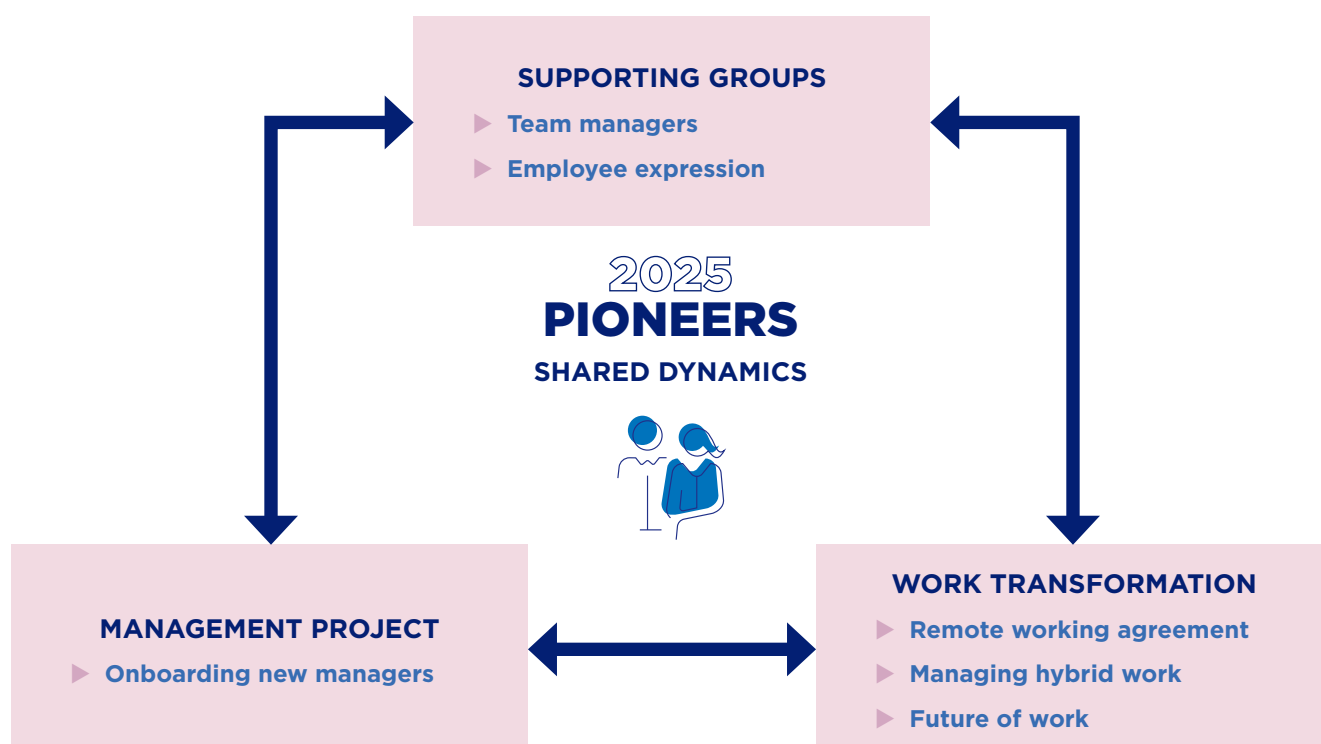 SUPPORTING GROUPS
Team managers
Employee expression
2025
PIONEERS
SHARED DYNAMICS
MANAGEMENT PROJECT
Onboarding new managers
WORK TRANSFORMATION
Remote working agreement
Managing hybrid work
Future of work